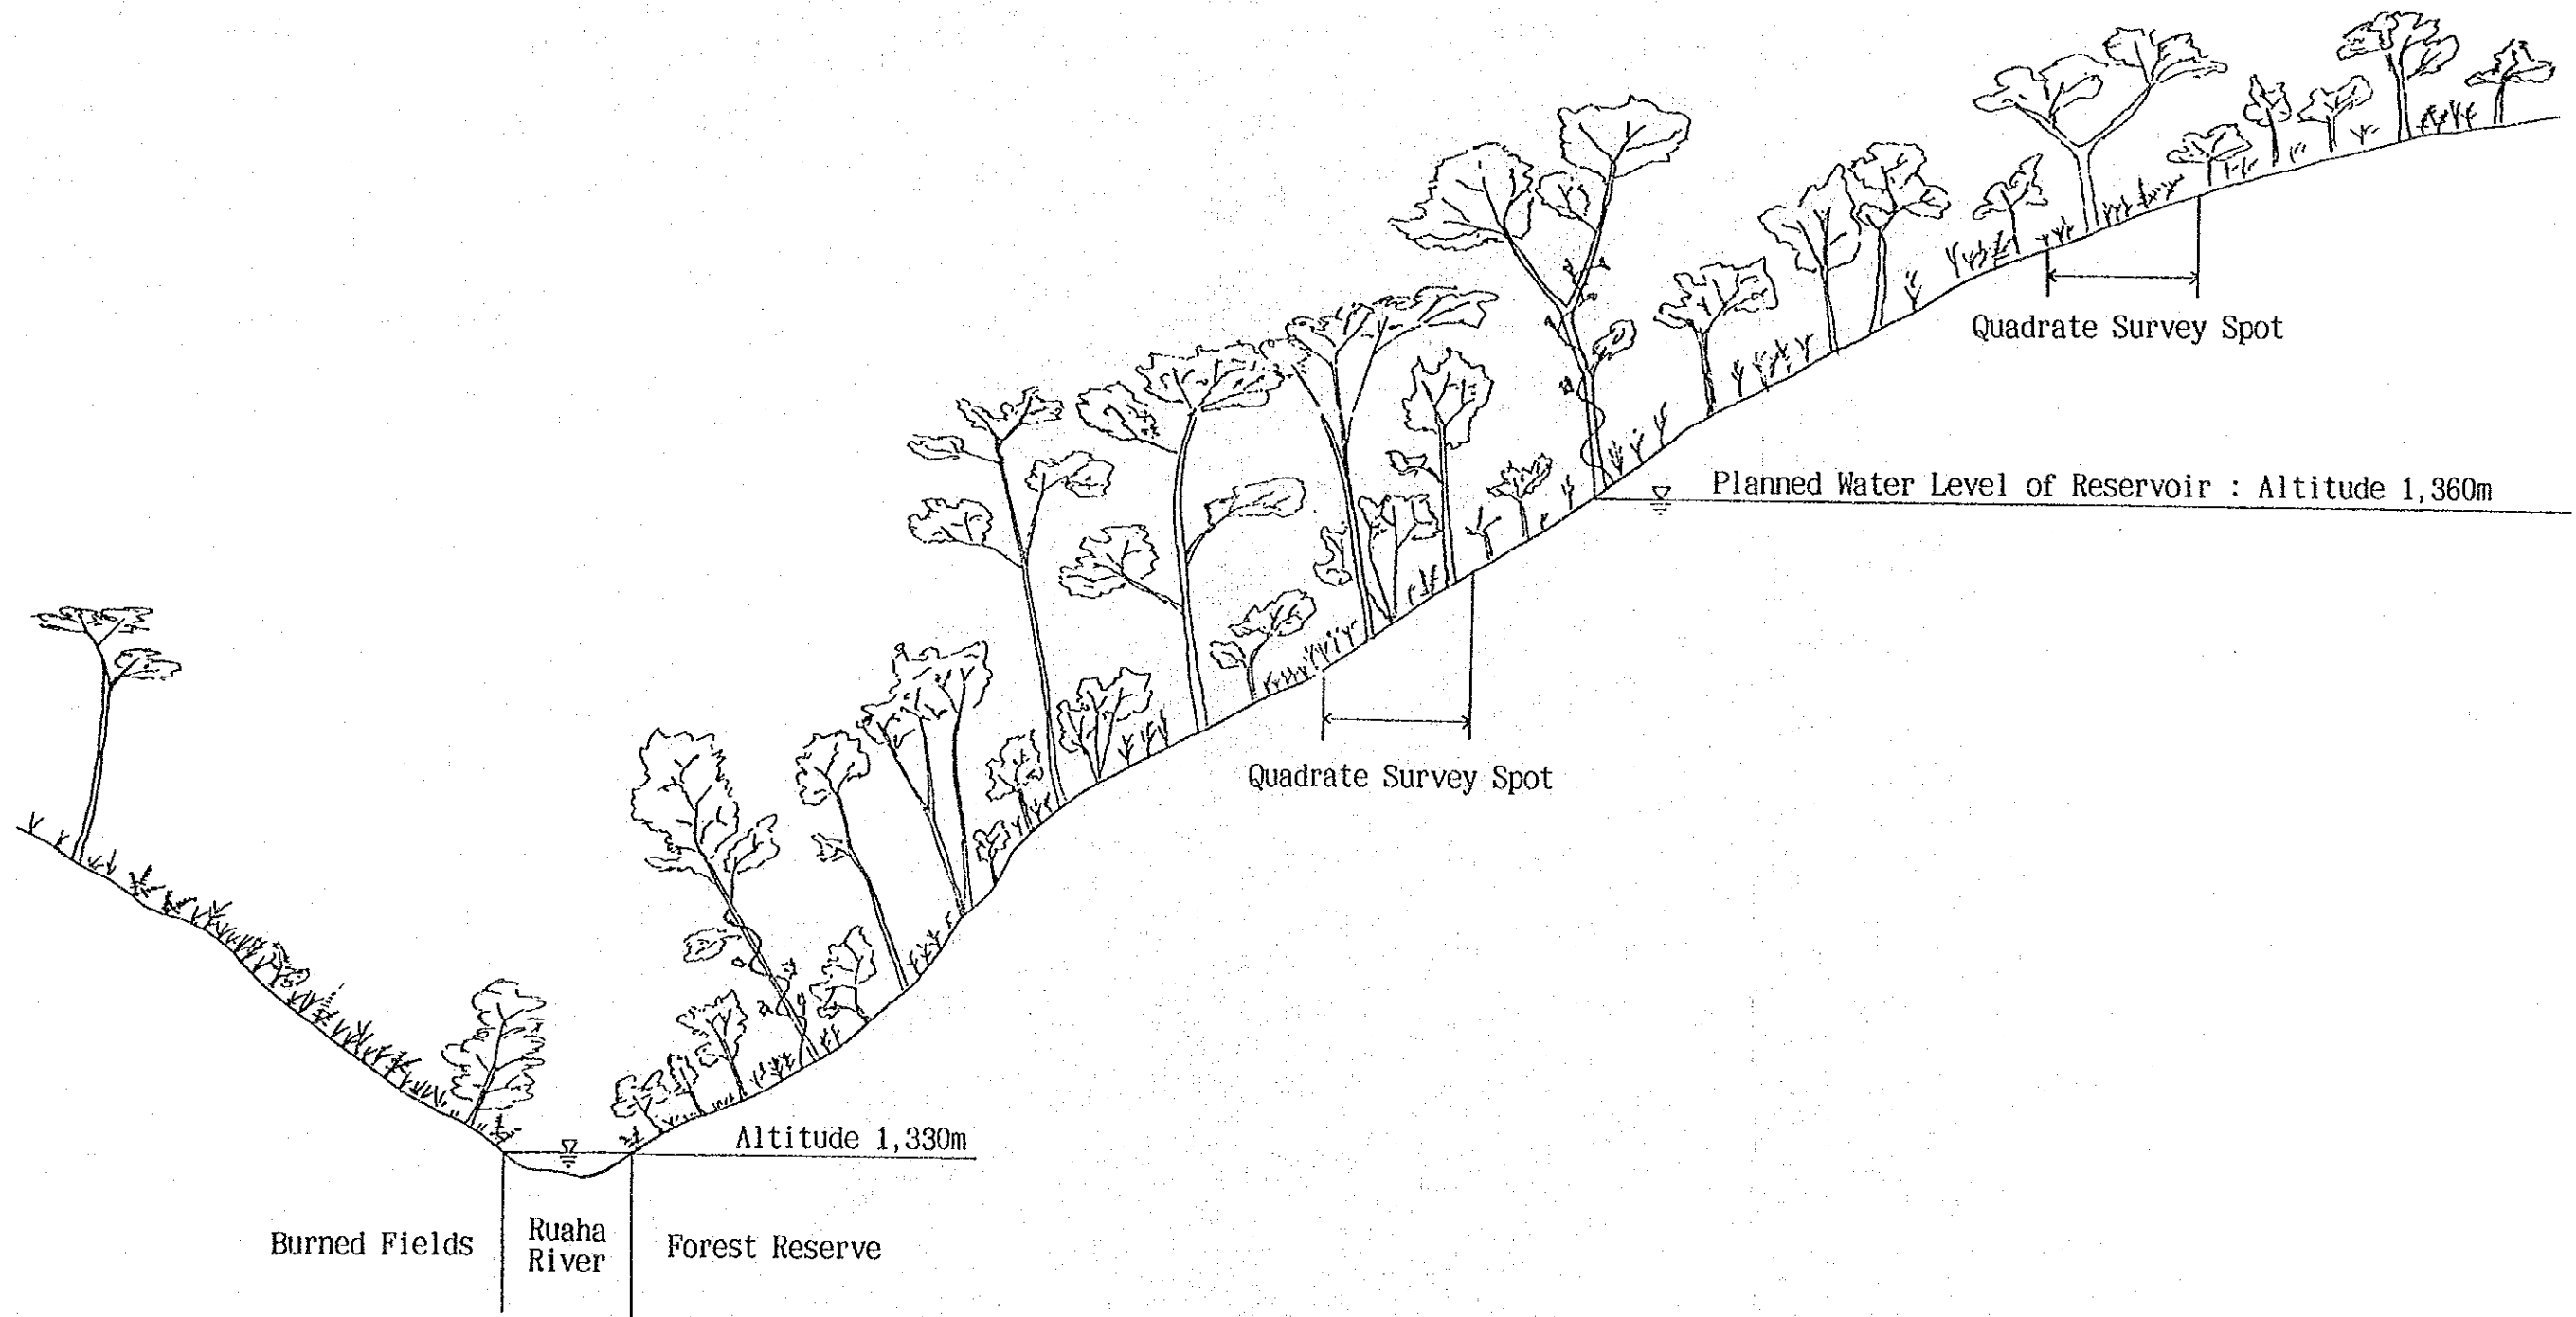 Quadrate Survey Spot
Planned Water Level of Reservoir : Altitude 1,360m
Quadrate Survey Spot
Altitude 1,330m
Burned Fields
Ruaha
River
Forest Reserve